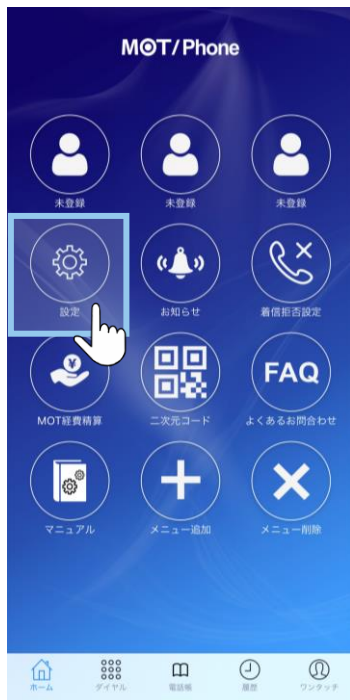 MOT/Phone
未登録
未登録
未登録
設定
お知らせ
着信拒否設定
¥
FAQ
MOT経費精算
二次元コード
よくあるお問合わせ
マニュアル
メニュー追加
メニュー削除
ホーム
ダイヤル
電話帳
履歴
ワンタッチ